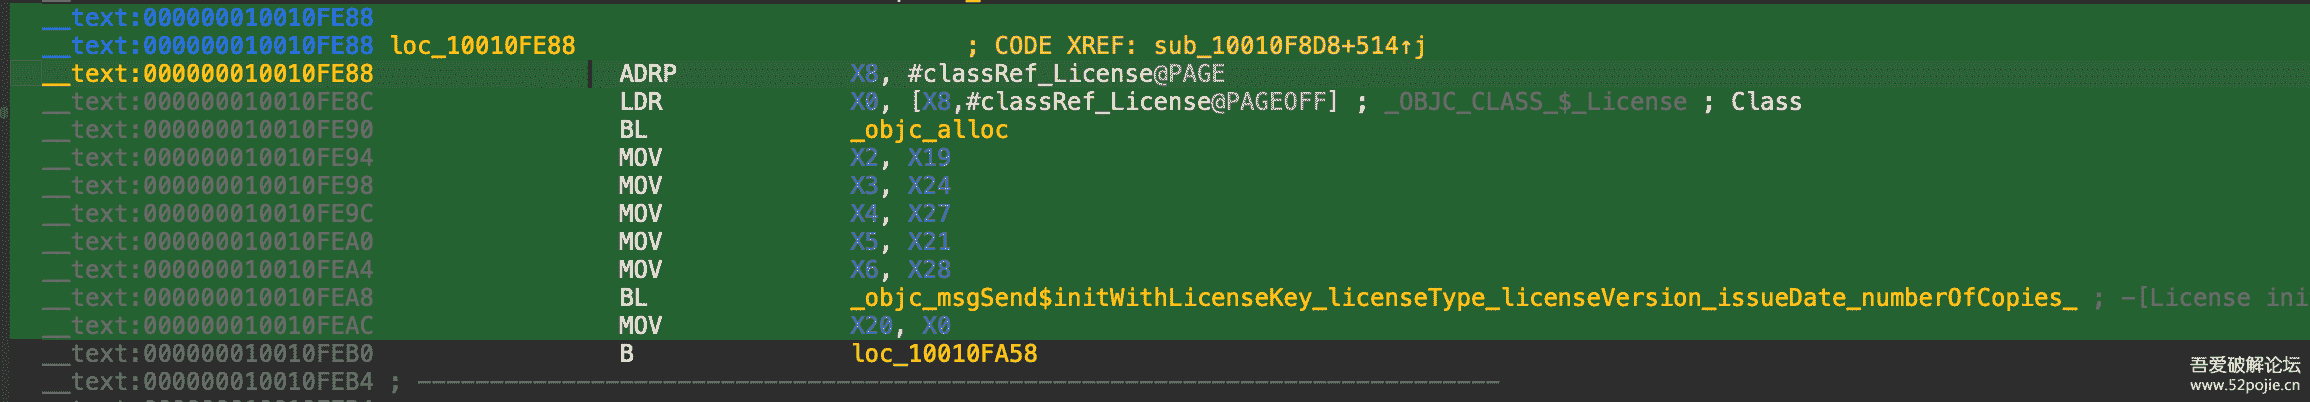 __text:000000010010FE88
__text:000000010010FE88 loc_10010FE88 ; CODE XREF: sub_10010F8D8+514↑j
__text:000000010010FE88 ADRP X8, #classRef_License@PAGE
__text:000000010010FE8C LDR X0, [X8,#classRef_License@PAGEOFF] ; _OBJC_CLASS_$_License ; Class
__text:000000010010FE90 BL _objc_alloc
__text:000000010010FE94 MOV X2, X19
__text:000000010010FE98 MOV X3, X24
__text:000000010010FE9C MOV X4, X27
__text:000000010010FEA0 MOV X5, X21
__text:000000010010FEA4 MOV X6, X28
__text:000000010010FEA8 BL _objc_msgSend$initWithLicenseKey_licenseType_licenseVersion_issueDate_numberOfCopies_ ; -[License ini
__text:000000010010FEAC MOV X20, X0
__text:000000010010FEB0 B loc_10010FA58
__text:000000010010FEB4 ; ---------------------------------------------------------------------------
吾爱破解论坛
www.52pojie.cn